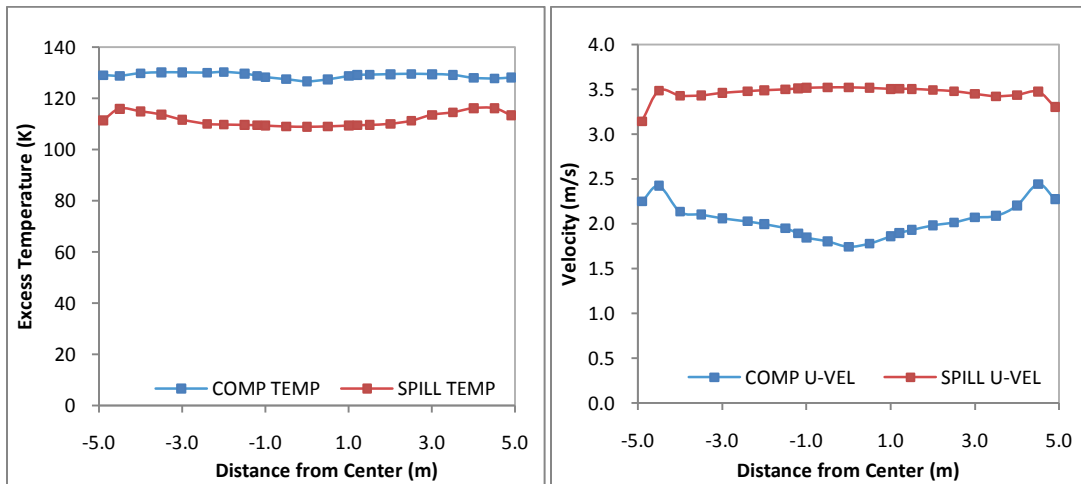 140
120
100
80
60
40
20
0
Excess Temperature (K)
COMP TEMP SPILL TEMP
-5.0 -3.0 -1.0 1.0 3.0 5.0
Distance from Center (m)
4.0
3.5
3.0
2.5
2.0
1.5
1.0
0.5
0.0
Velocity (m/s)
COMP U-VEL SPILL U-VEL
-5.0 -3.0 -1.0 1.0 3.0 5.0
Distance from Center (m)